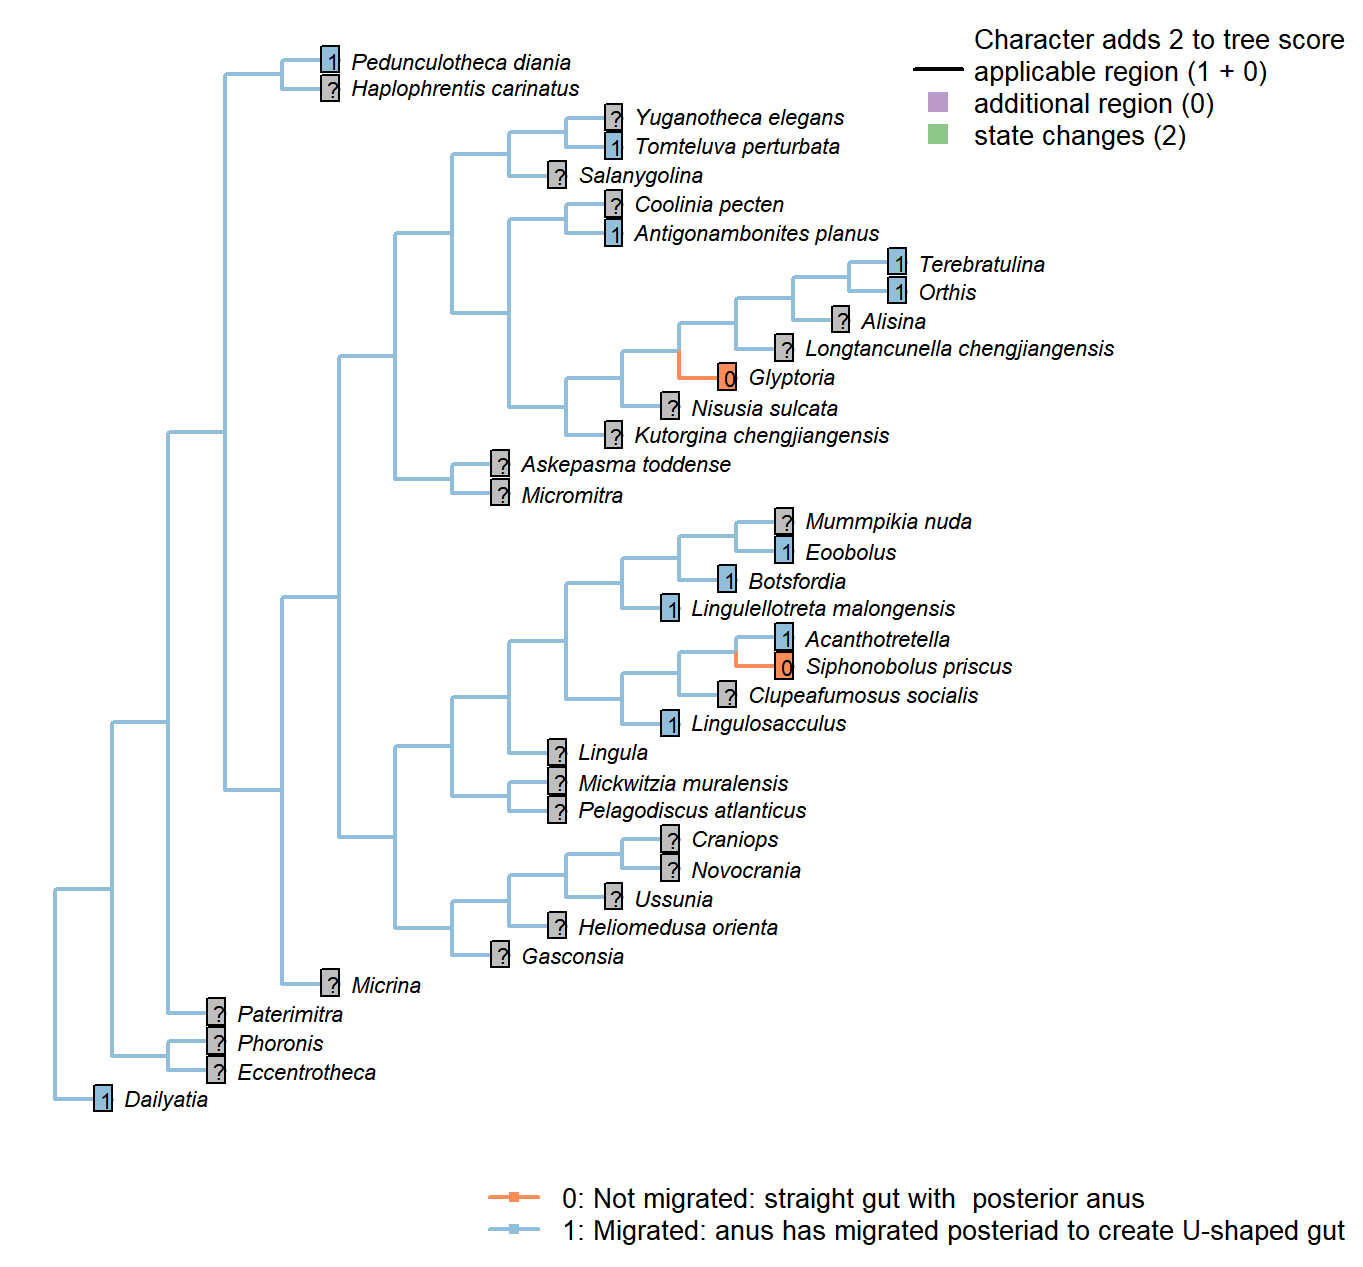 Character adds 2 to tree score
applicable region (1 + 0)
additional region (0)
state changes (2)
1 Pedunculotheca diania
? Haplophrentis carinatus
? Yuganotheca elegans
1 Tomteluva perturbata
? Salanygolina
? Coolinia pecten
1 Antigonambonites planus
1 Terebratulina
1 Orthis
? Alisina
? Longtancunella chengjiangensis
0 Glyptoria
? Nisusia sulcata
? Kutorgina chengjiangensis
? Askepasma toddense
? Micromitra
? Mummpikia nuda
1 Eoobolus
1 Botsfordia
1 Lingulellotreta malongensis
1 Acanthotretella
0 Siphonobolus priscus
? Clupeafumosus socialis
1 Lingulosacculus
? Lingula
? Mickwitzia muralensis
? Pelagodiscus atlanticus
? Craniops
? Novocrania
? Ussunia
? Heliomedusa orienta
? Gasconsia
? Micrina
? Paterimitra
? Phoronis
? Eccentrotheca
1 Dailyatia
0: Not migrated: straight gut with  posterior anus
1: Migrated: anus has migrated posteriad to create U-shaped gut